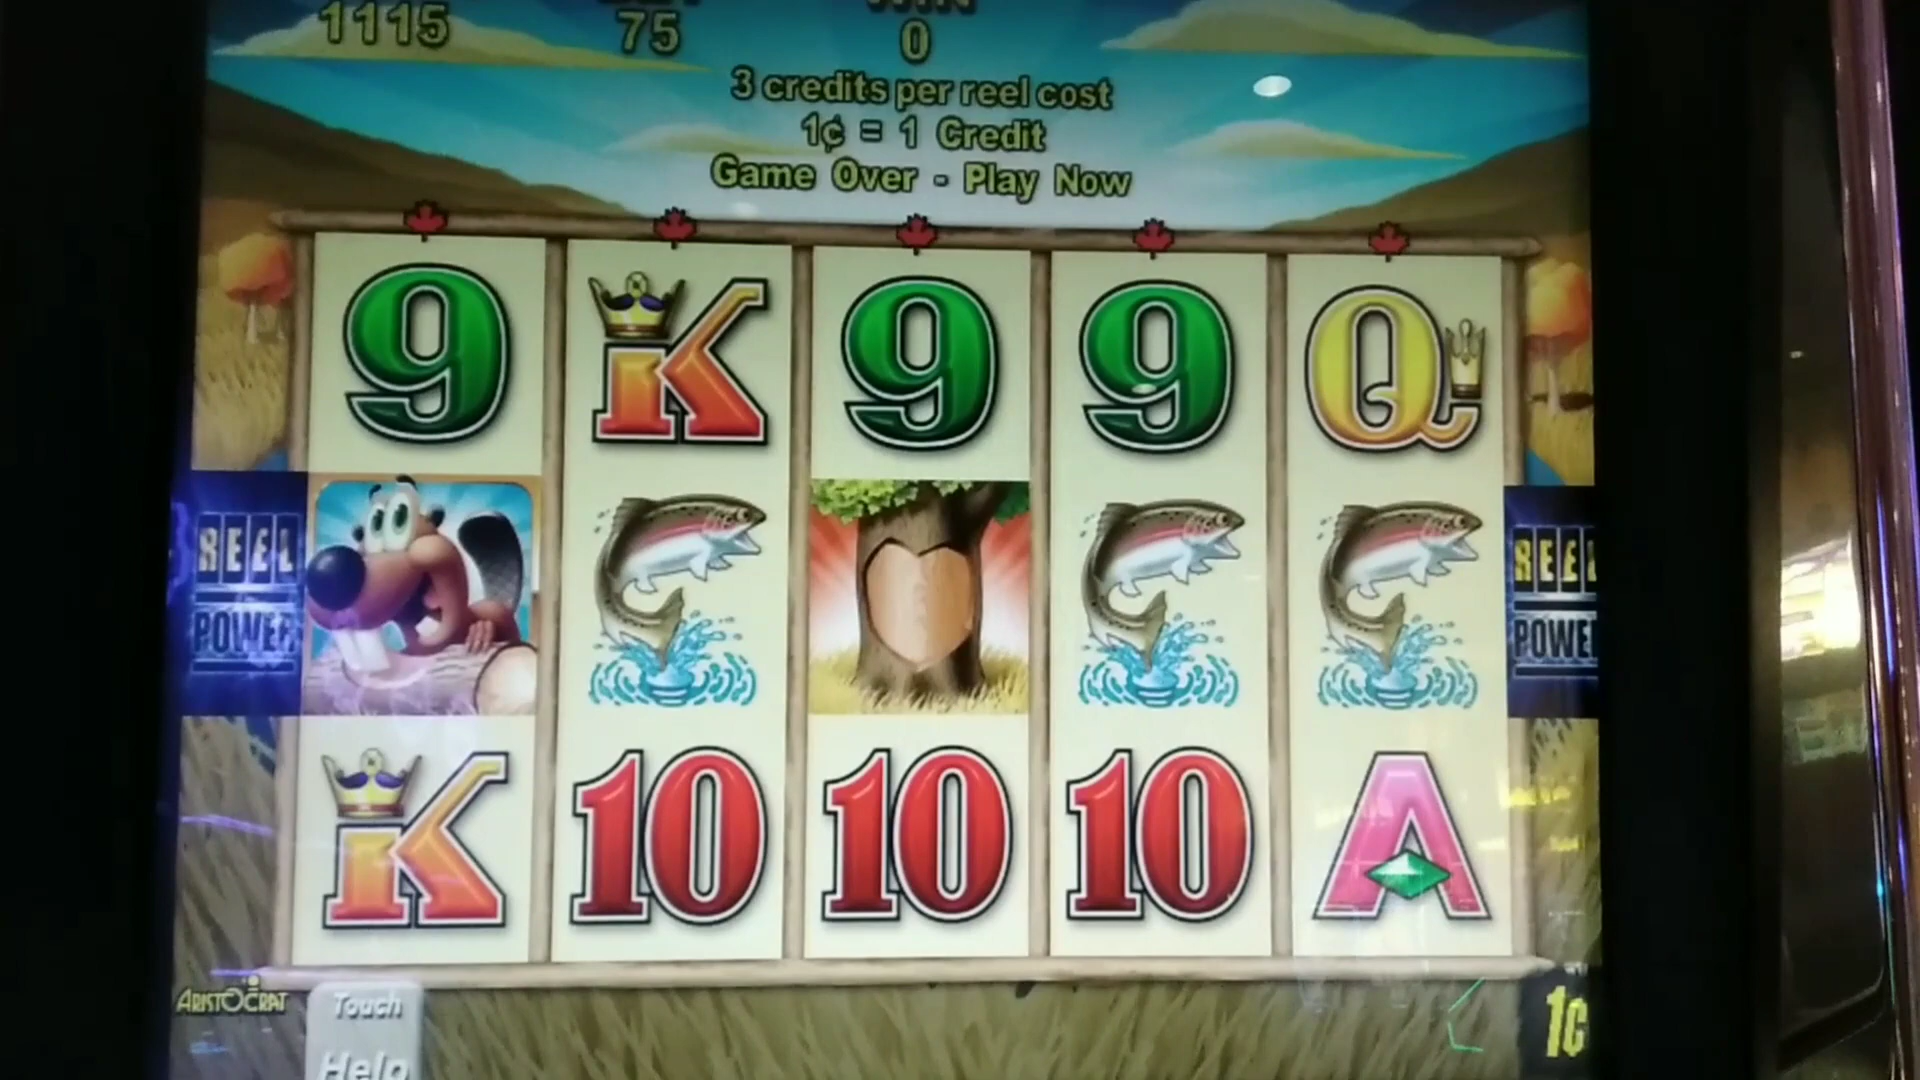 1115 75 0
3 credits per reel cost
1¢ = 1 Credit
Game Over - Play Now
9 K 9 9 Q
REEL
POWER
REEL
POWER
K 10 10 10 A
ARISTOCRAT
Touch
Help
1¢